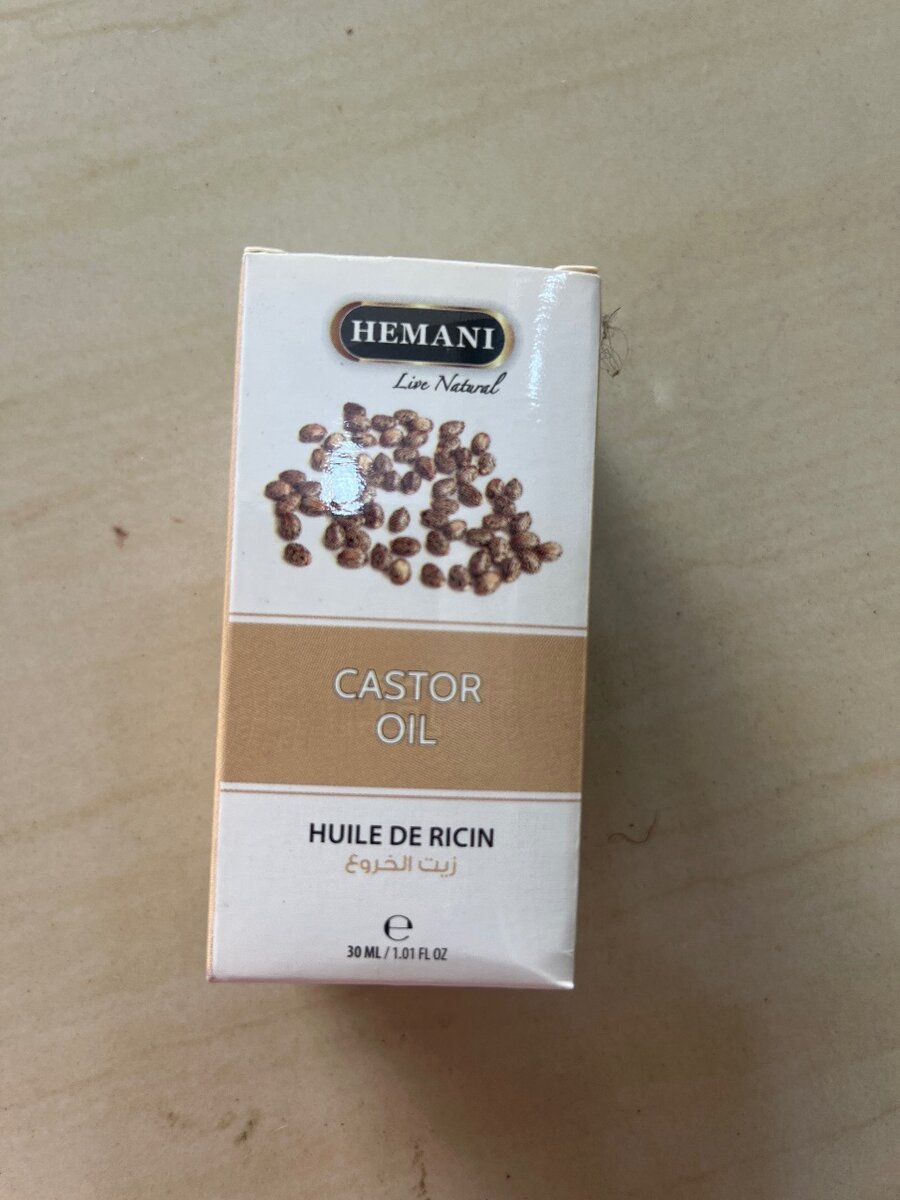 HEMANI
Live Natural
CASTOR
OIL
HUILE DE RICIN
زيت الخروع
e
30 ML / 1.01 FL OZ